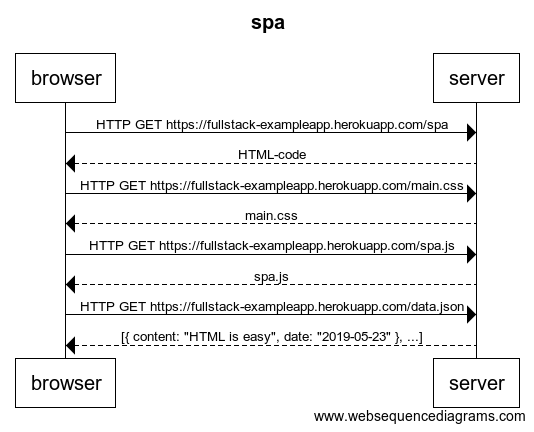 spa
browser server
HTTP GET https://fullstack-exampleapp.herokuapp.com/spa
HTML-code
HTTP GET https://fullstack-exampleapp.herokuapp.com/main.css
main.css
HTTP GET https://fullstack-exampleapp.herokuapp.com/spa.js
spa.js
HTTP GET https://fullstack-exampleapp.herokuapp.com/data.json
[{ content: "HTML is easy", date: "2019-05-23" }, ...]
browser server
www.websequencediagrams.com